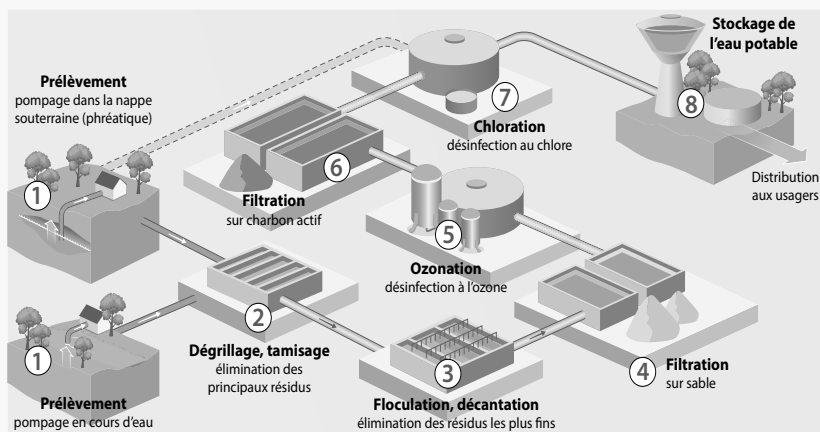 Prélèvement
pompage dans la nappe
souterraine (phréatique)
1
1
Prélèvement
pompage en cours d'eau
2
Dégrillage, tamisage
élimination des
principaux résidus
3
Floculation, décantation
élimination des résidus les plus fins
4
Filtration
sur sable
5
Ozonation
désinfection à l'ozone
6
Filtration
sur charbon actif
7
Chloration
désinfection au chlore
Stockage de
l'eau potable
8
Distribution
aux usagers